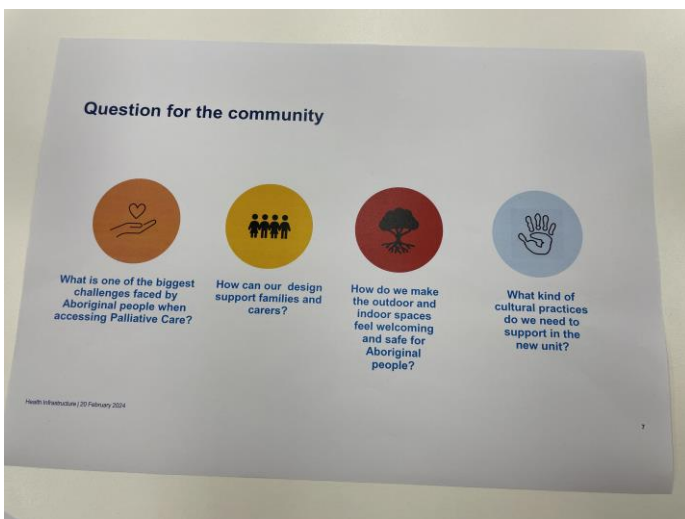 Question for the community
What is one of the biggest
challenges faced by
Aboriginal people when
accessing Palliative Care?
How can our design
support families and
carers?
How do we make
the outdoor and
indoor spaces
feel welcoming
and safe for
Aboriginal
people?
What kind of
cultural practices
do we need to
support in the
new unit?
Health Infrastructure | 20 February 2024
7